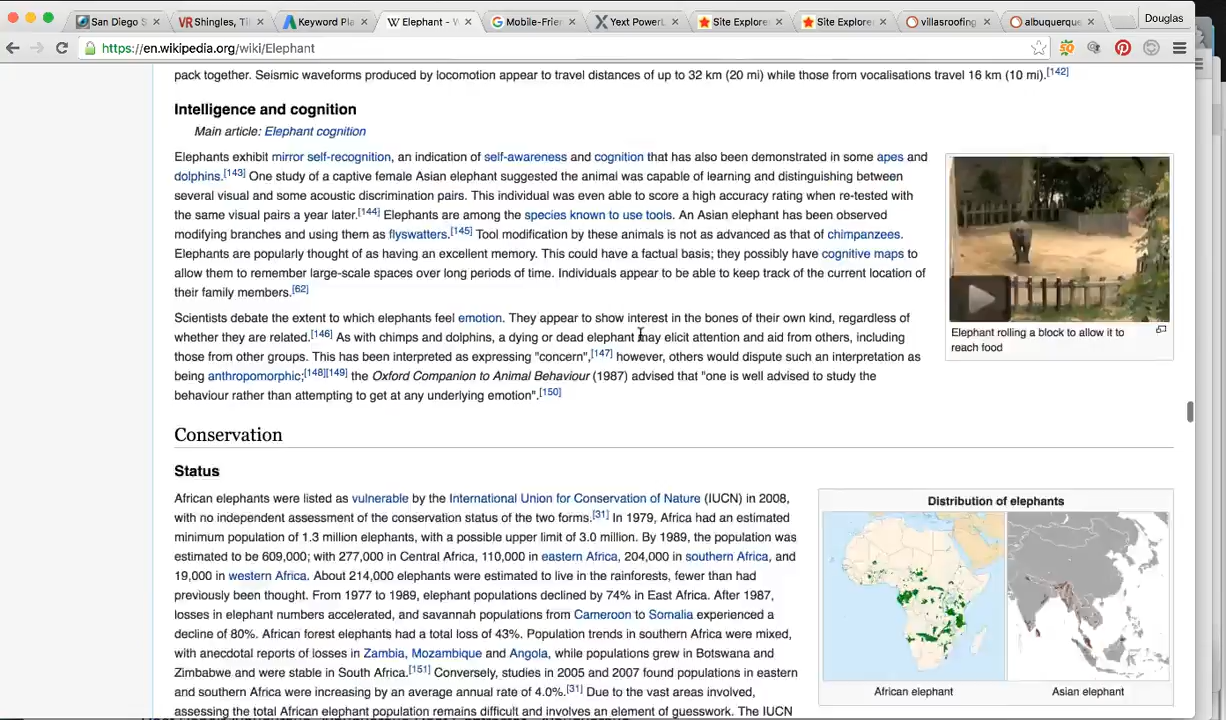 San Diego S
Shingles, Ti
Keyword Pla
Elephant - W
Mobile-Frien
Yext PowerL
Site Explore
Site Explore
villasroofing
albuquerque
Douglas
https://en.wikipedia.org/wiki/Elephant
pack together. Seismic waveforms produced by locomotion appear to travel distances of up to 32 km (20 mi) while those from vocalisations travel 16 km (10 mi).[142]
Intelligence and cognition
Main article: Elephant cognition
Elephants exhibit mirror self-recognition, an indication of self-awareness and cognition that has also been demonstrated in some apes and
dolphins.[143] One study of a captive female Asian elephant suggested the animal was capable of learning and distinguishing between
several visual and some acoustic discrimination pairs. This individual was even able to score a high accuracy rating when re-tested with
the same visual pairs a year later.[144] Elephants are among the species known to use tools. An Asian elephant has been observed
modifying branches and using them as flyswatters.[145] Tool modification by these animals is not as advanced as that of chimpanzees.
Elephants are popularly thought of as having an excellent memory. This could have a factual basis; they possibly have cognitive maps to
allow them to remember large-scale spaces over long periods of time. Individuals appear to be able to keep track of the current location of
their family members.[62]
Elephant rolling a block to allow it to
reach food
Scientists debate the extent to which elephants feel emotion. They appear to show interest in the bones of their own kind, regardless of
whether they are related.[146] As with chimps and dolphins, a dying or dead elephant may elicit attention and aid from others, including
those from other groups. This has been interpreted as expressing "concern",[147] however, others would dispute such an interpretation as
being anthropomorphic;[148][149] the Oxford Companion to Animal Behaviour (1987) advised that "one is well advised to study the
behaviour rather than attempting to get at any underlying emotion".[150]
Conservation
Status
African elephants were listed as vulnerable by the International Union for Conservation of Nature (IUCN) in 2008,
with no independent assessment of the conservation status of the two forms.[31] In 1979, Africa had an estimated
minimum population of 1.3 million elephants, with a possible upper limit of 3.0 million. By 1989, the population was
estimated to be 609,000; with 277,000 in Central Africa, 110,000 in eastern Africa, 204,000 in southern Africa, and
19,000 in western Africa. About 214,000 elephants were estimated to live in the rainforests, fewer than had
previously been thought. From 1977 to 1989, elephant populations declined by 74% in East Africa. After 1987,
losses in elephant numbers accelerated, and savannah populations from Cameroon to Somalia experienced a
decline of 80%. African forest elephants had a total loss of 43%. Population trends in southern Africa were mixed,
with anecdotal reports of losses in Zambia, Mozambique and Angola, while populations grew in Botswana and
Zimbabwe and were stable in South Africa.[151] Conversely, studies in 2005 and 2007 found populations in eastern
and southern Africa were increasing by an average annual rate of 4.0%.[31] Due to the vast areas involved,
assessing the total African elephant population remains difficult and involves an element of guesswork. The IUCN
Distribution of elephants
African elephant
Asian elephant